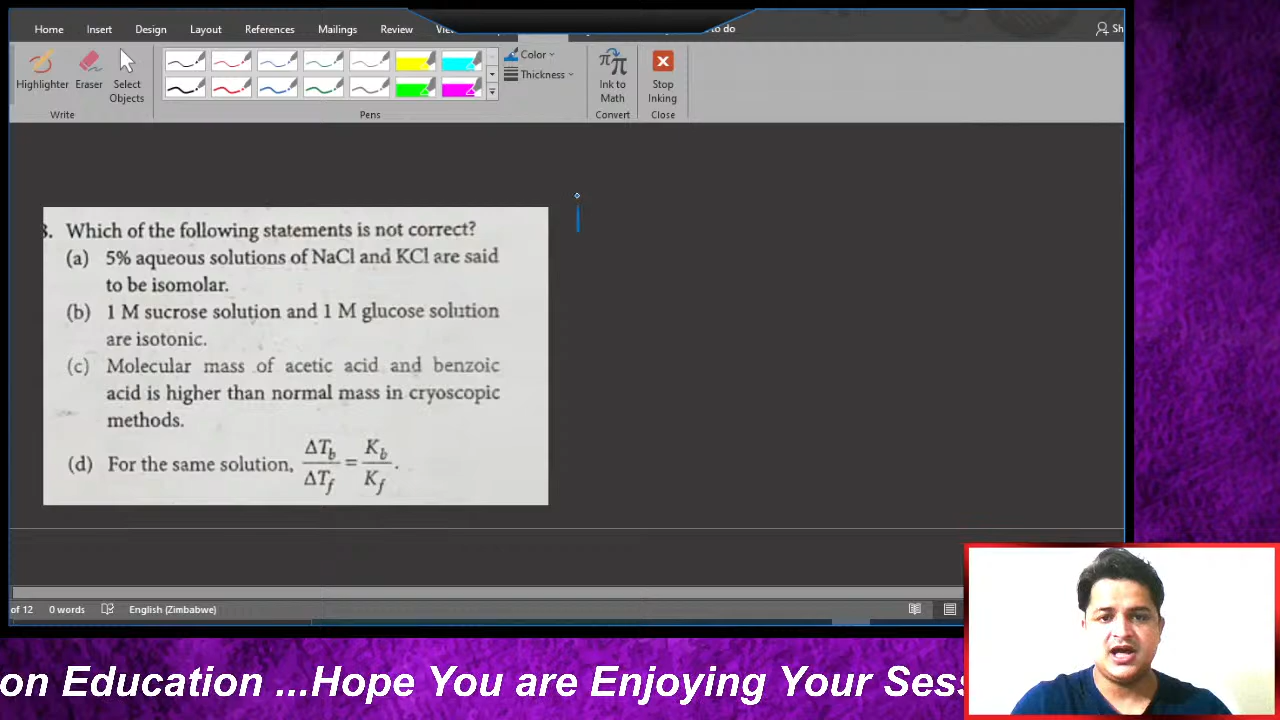 Home Insert Design Layout References Mailings Review to do
Highlighter Eraser Select Objects
Color
Thickness
Ink to Math
Stop Inking
Write Pens Convert Close
Which of the following statements is not correct?
(a) 5% aqueous solutions of NaCl and KCl are said
to be isomolar.
(b) 1 M sucrose solution and 1 M glucose solution
are isotonic.
(c) Molecular mass of acetic acid and benzoic
acid is higher than normal mass in cryoscopic
methods.
(d) For the same solution, ΔT_b/ΔT_f = K_b/K_f.
of 12 0 words English (Zimbabwe)
on Education ...Hope You are Enjoying Your Sess